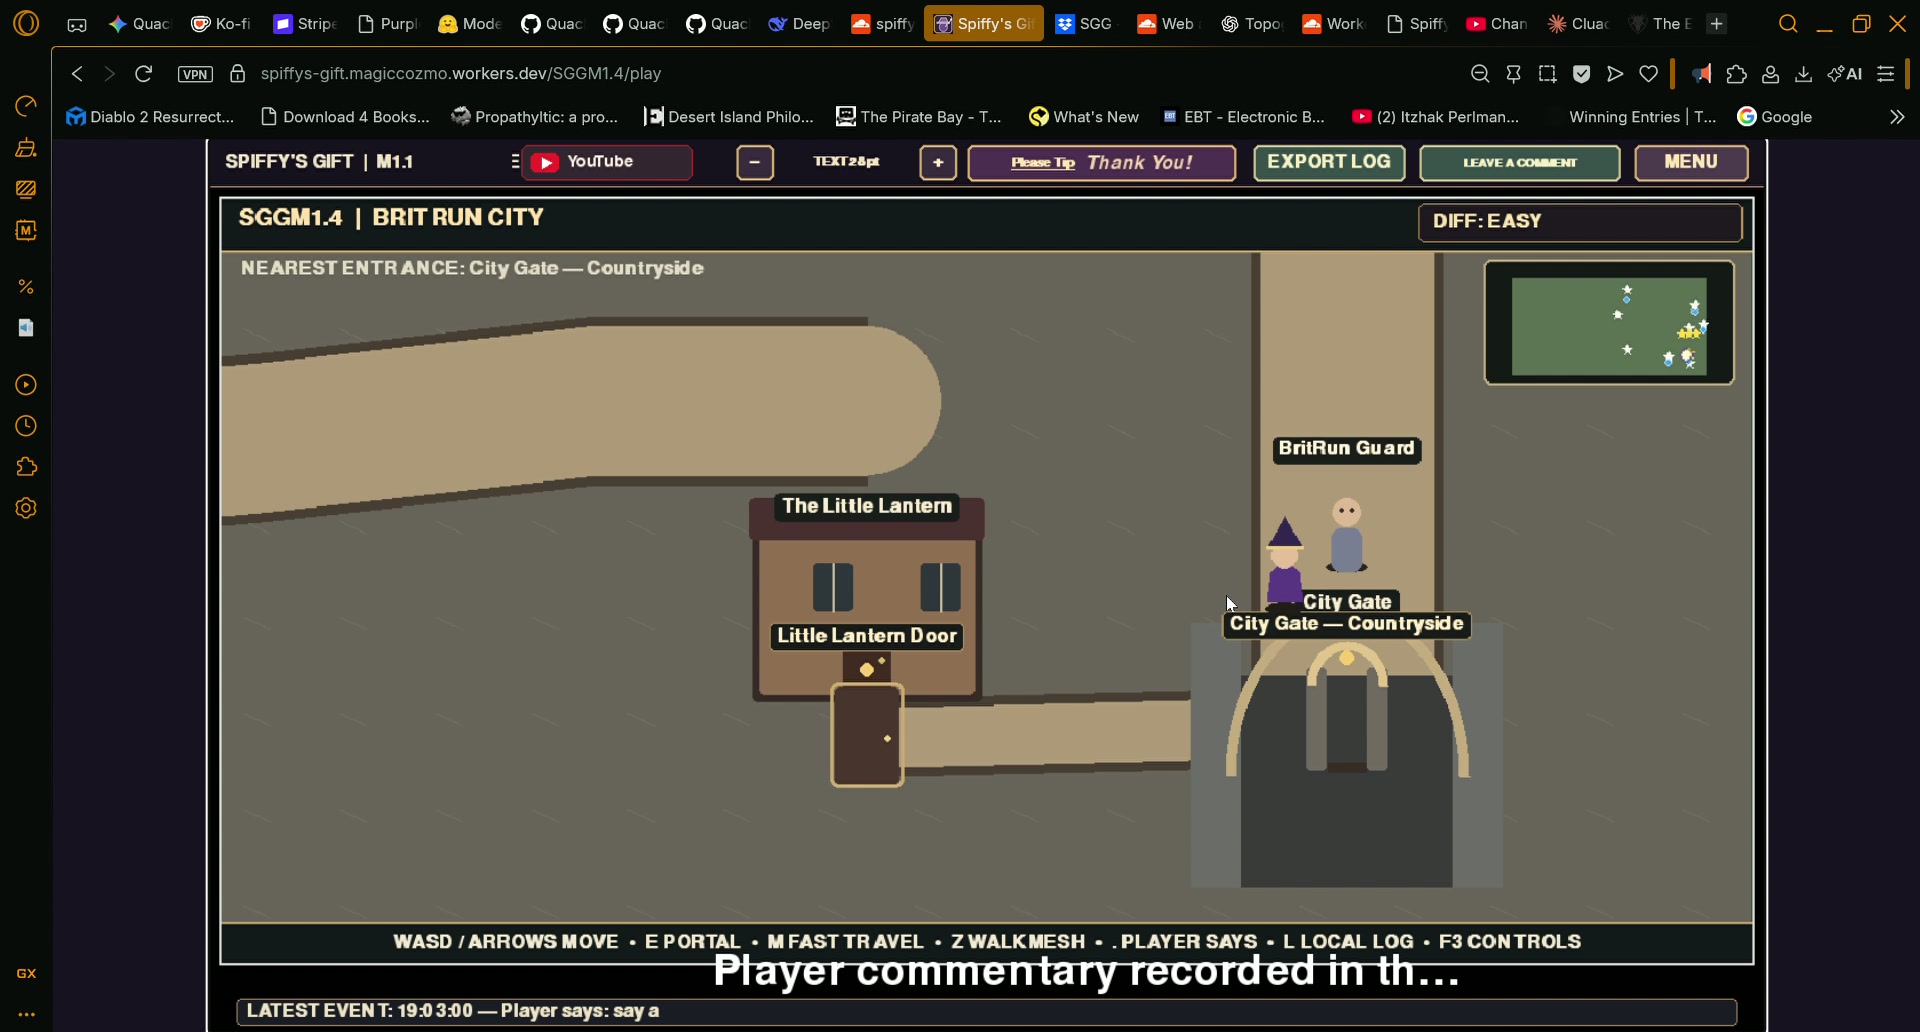 Quac
Ko-fi
Stripe
Purpl
Mode
Quac
Quac
Quac
Deep
spiffy
Spiffy's Gi
SGG
Web
Topo
Work
Spiffy
Chan
Cluac
The E
VPN
spiffys-gift.magiccozmo.workers.dev/SGGM1.4/play
AI
Diablo 2 Resurrect...
Download 4 Books...
Propathyltic: a pro...
Desert Island Philo...
The Pirate Bay - T...
What's New
EBT - Electronic B...
(2) Itzhak Perlman...
Winning Entries | T...
Google
SPIFFY'S GIFT | M1.1
YouTube
−
TEXT 28pt
+
Please Tip Thank You!
EXPORT LOG
LEAVE A COMMENT
MENU
SGGM1.4 | BRIT RUN CITY
DIFF: EASY
NEAREST ENTRANCE: City Gate — Countryside
BritRun Guard
The Little Lantern
City Gate
City Gate — Countryside
Little Lantern Door
WASD / ARROWS MOVE • E PORTAL • M FAST TRAVEL • Z WALKMESH • . PLAYER SAYS • L LOCAL LOG • F3 CONTROLS
Player commentary recorded in th...
LATEST EVENT: 19:03:00 — Player says: say a
GX